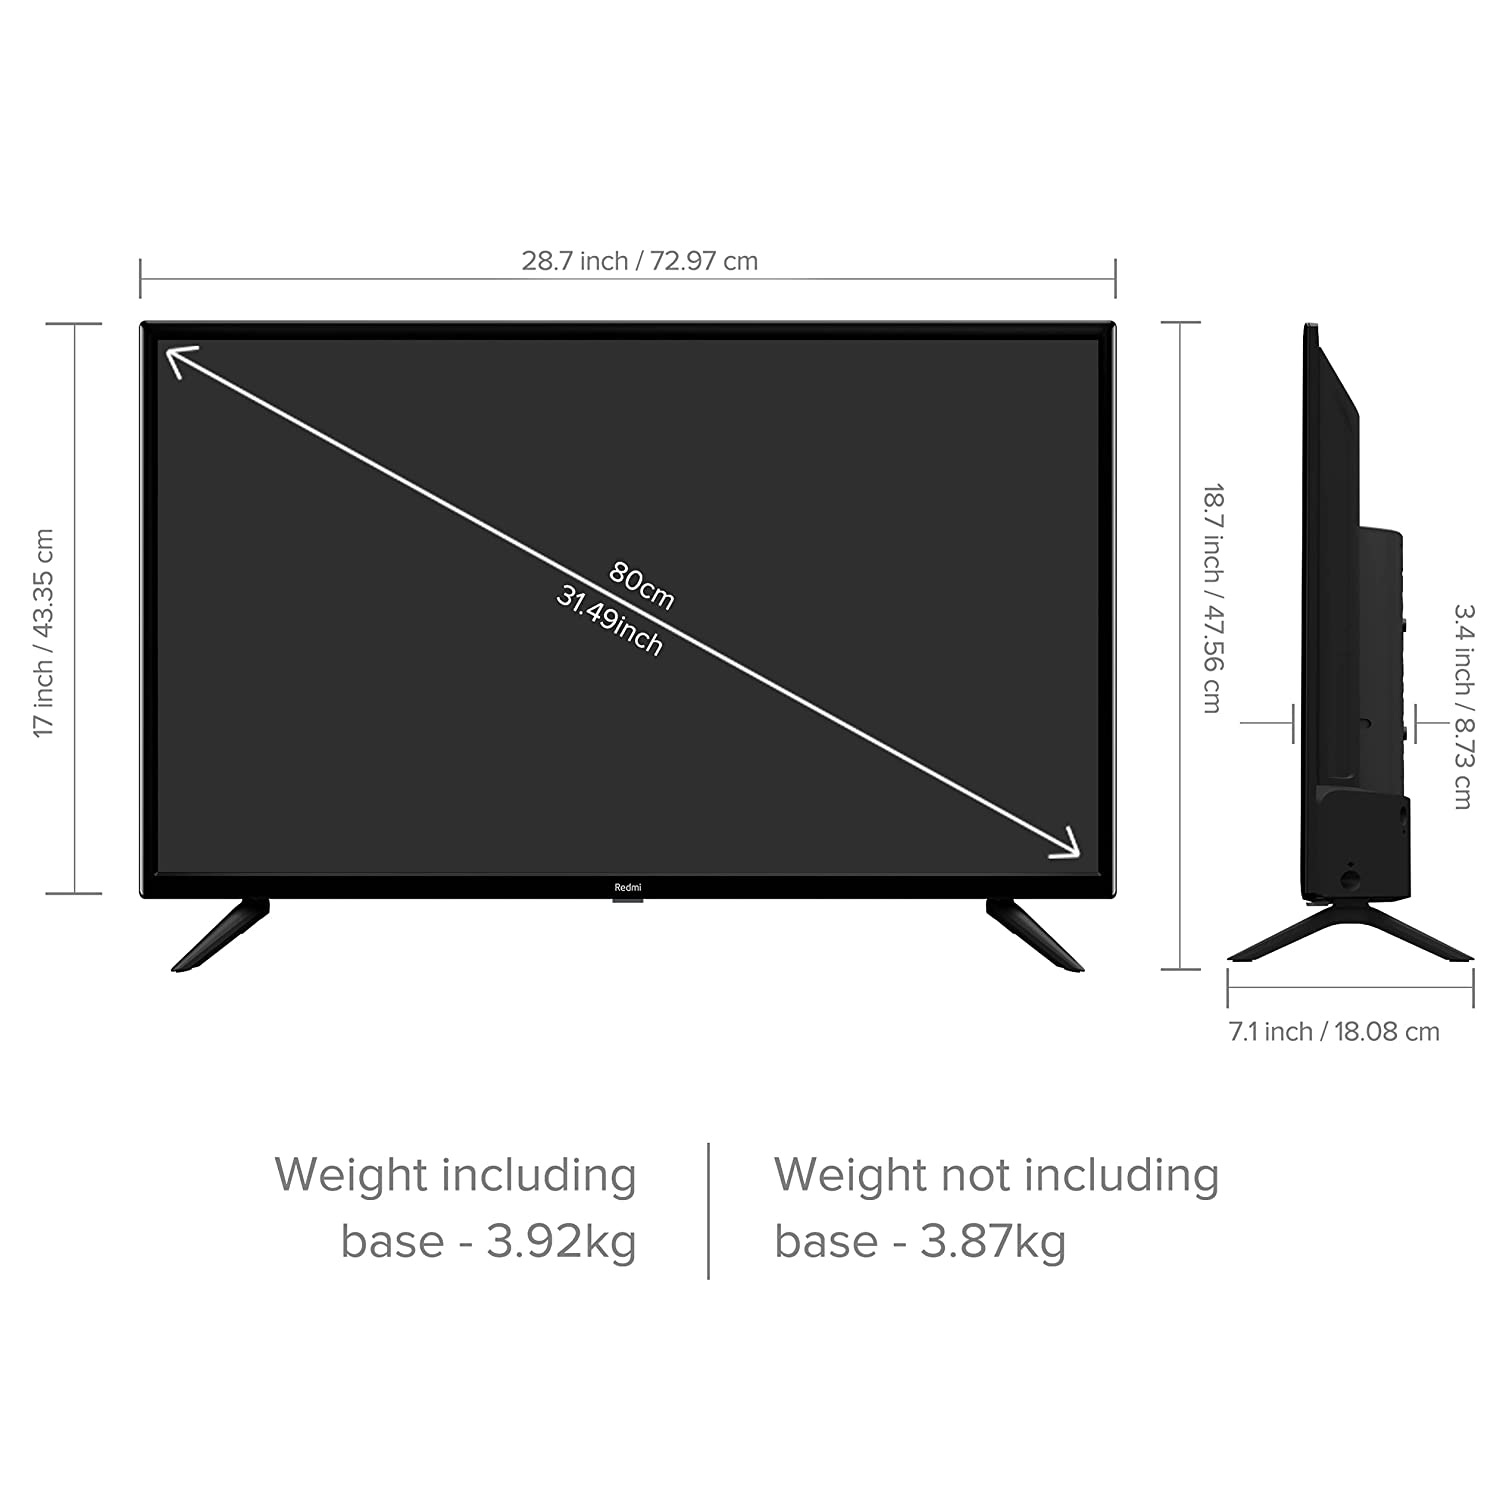 28.7 inch / 72.97 cm
17 inch / 43.35 cm
80cm
31.49inch
18.7 inch / 47.56 cm
3.4 inch / 8.73 cm
Redmi
7.1 inch / 18.08 cm
Weight including
base - 3.92kg
Weight not including
base - 3.87kg